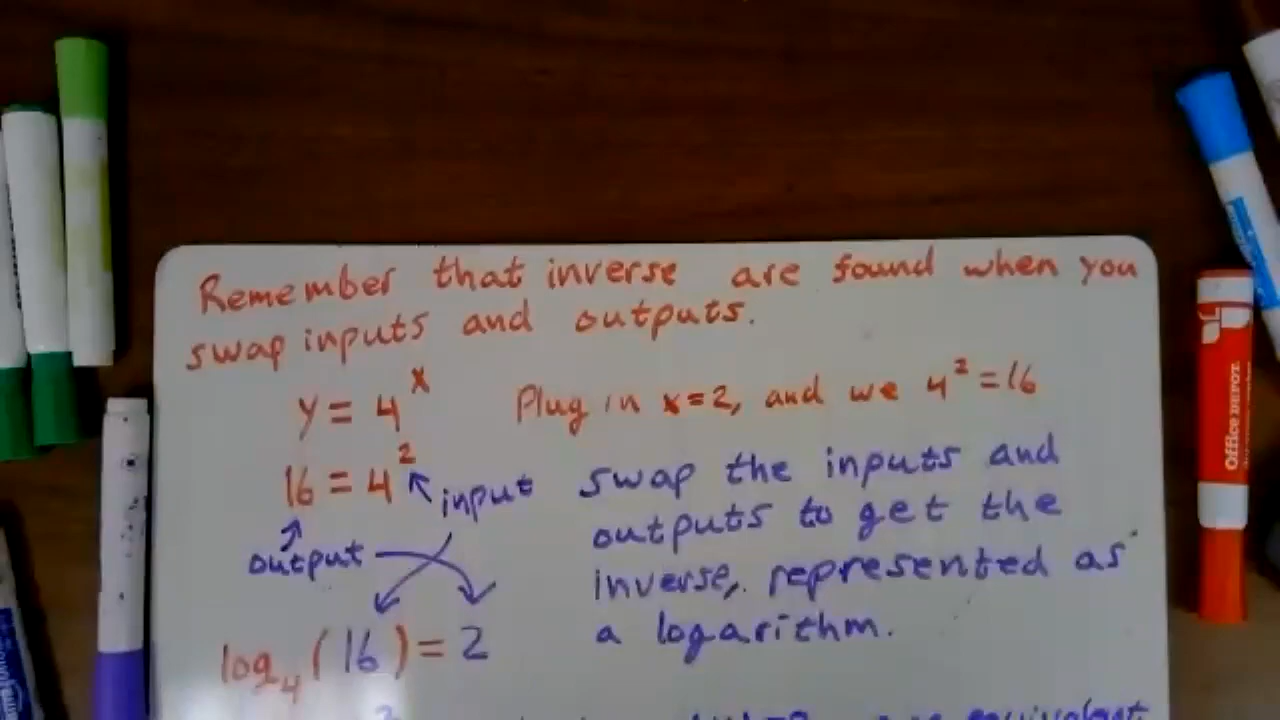 Remember that inverse are found when you
swap inputs and outputs.
y = 4^x Plug in x=2, and we 4^2 = 16
16 = 4^2 input swap the inputs and
output outputs to get the
inverse, represented as
log_4 (16) = 2 a logarithm.
equivalent
Office DEPOT